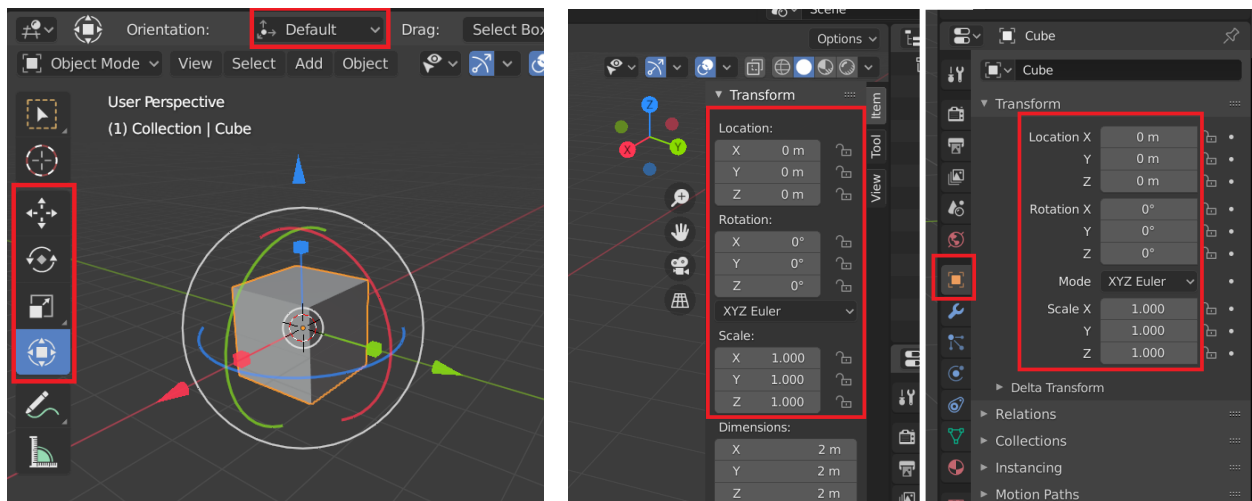 Orientation: Default Drag: Select Box
Object Mode View Select Add Object
User Perspective
(1) Collection | Cube
Scene
Options
Transform
Location:
X 0 m
Y 0 m
Z 0 m
Rotation:
X 0°
Y 0°
Z 0°
XYZ Euler
Scale:
X 1.000
Y 1.000
Z 1.000
Dimensions:
X 2 m
Y 2 m
Z 2 m
Item
Tool
View
Z
X
Y
Cube
Cube
Transform
Location X 0 m
Y 0 m
Z 0 m
Rotation X 0°
Y 0°
Z 0°
Mode XYZ Euler
Scale X 1.000
Y 1.000
Z 1.000
Delta Transform
Relations
Collections
Instancing
Motion Paths